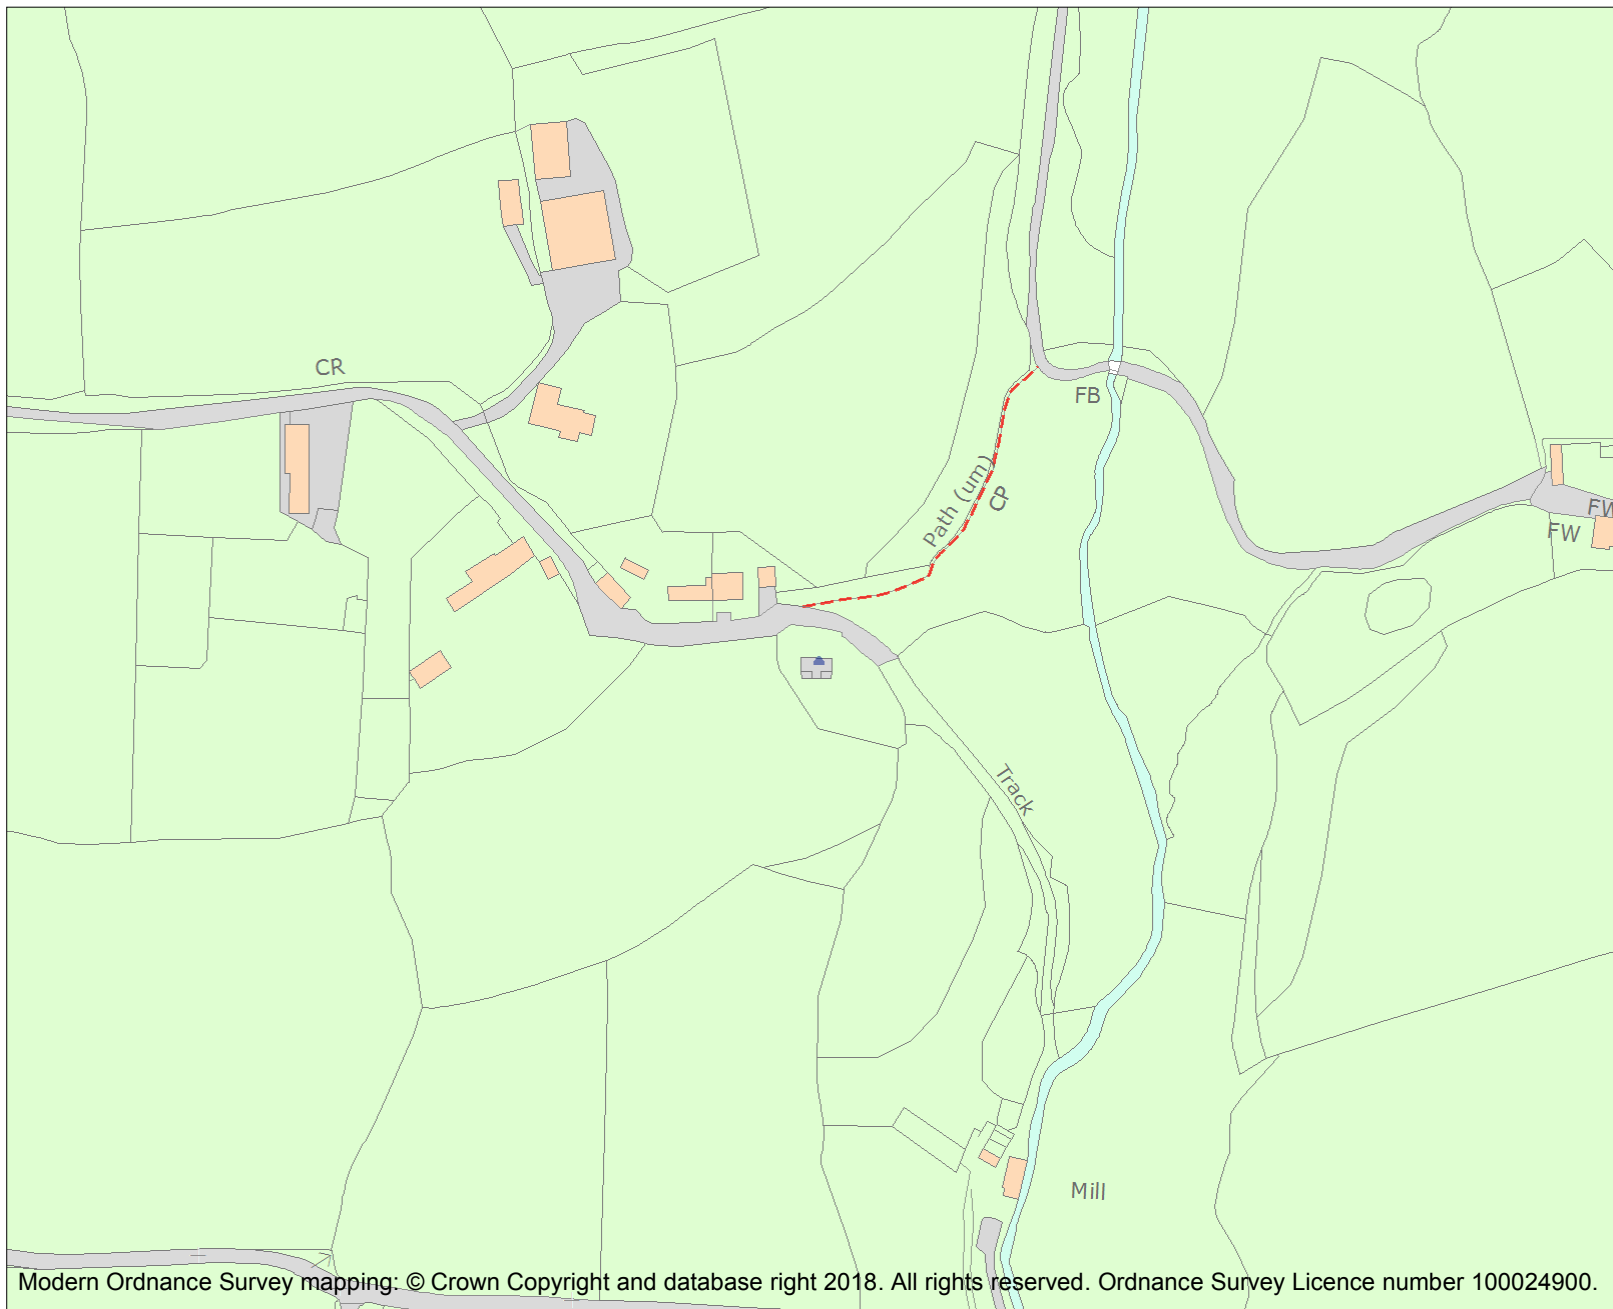 CR
FB
Path (um)
CP
FW
FW
Track
Mill
Modern Ordnance Survey mapping: © Crown Copyright and database right 2018. All rights reserved. Ordnance Survey Licence number 100024900.